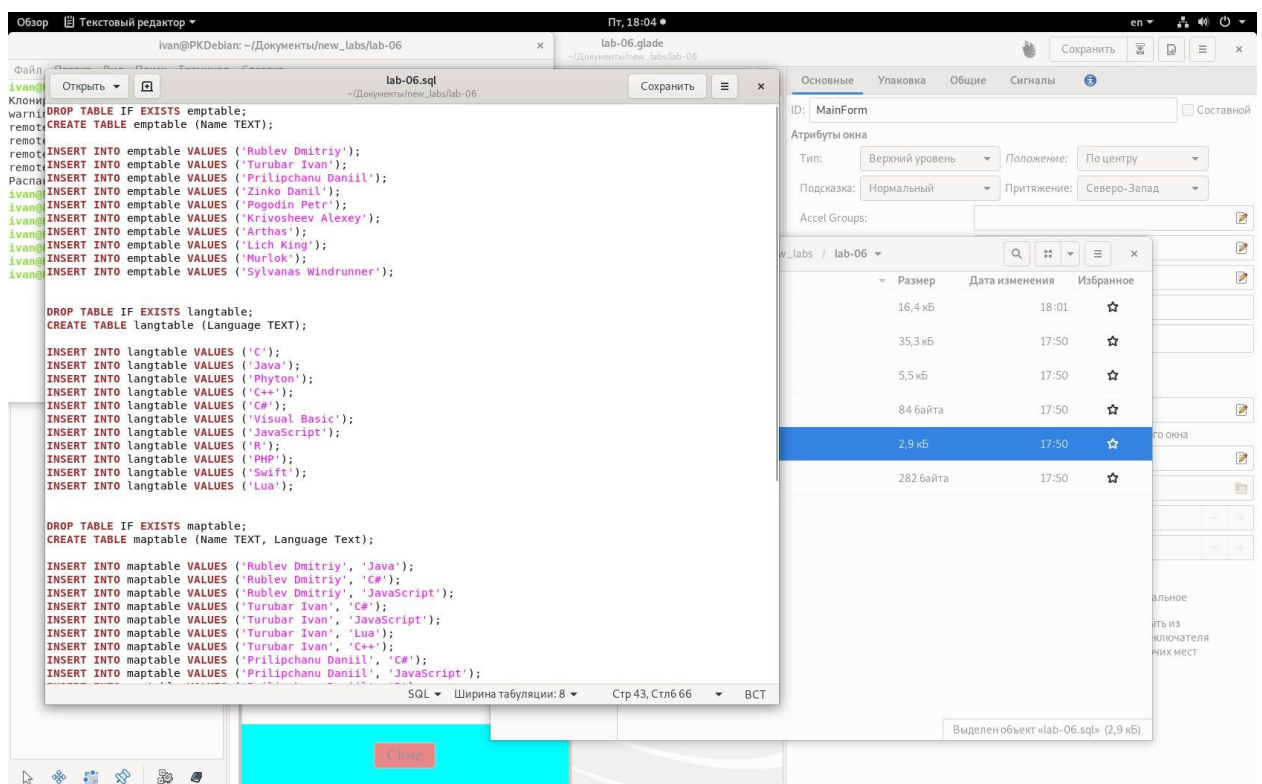 Обзор Текстовый редактор
Пт, 18:04
en
ivan@PKDebian: ~/Документы/new_labs/lab-06
lab-06.glade
~/Документы/new_labs/lab-06
Сохранить
Файл Правка Вид Поиск Терминал Справка
Открыть
lab-06.sql
~/Документы/new_labs/lab-06
Сохранить
DROP TABLE IF EXISTS emptable;
CREATE TABLE emptable (Name TEXT);
INSERT INTO emptable VALUES ('Rublev Dmitriy');
INSERT INTO emptable VALUES ('Turubar Ivan');
INSERT INTO emptable VALUES ('Prilipchanu Daniil');
INSERT INTO emptable VALUES ('Zinko Danil');
INSERT INTO emptable VALUES ('Pogodin Petr');
INSERT INTO emptable VALUES ('Krivosheev Alexey');
INSERT INTO emptable VALUES ('Arthas');
INSERT INTO emptable VALUES ('Lich King');
INSERT INTO emptable VALUES ('Murlok');
INSERT INTO emptable VALUES ('Sylvanas Windrunner');
DROP TABLE IF EXISTS langtable;
CREATE TABLE langtable (Language TEXT);
INSERT INTO langtable VALUES ('C');
INSERT INTO langtable VALUES ('Java');
INSERT INTO langtable VALUES ('Phyton');
INSERT INTO langtable VALUES ('C++');
INSERT INTO langtable VALUES ('C#');
INSERT INTO langtable VALUES ('Visual Basic');
INSERT INTO langtable VALUES ('JavaScript');
INSERT INTO langtable VALUES ('R');
INSERT INTO langtable VALUES ('PHP');
INSERT INTO langtable VALUES ('Swift');
INSERT INTO langtable VALUES ('Lua');
DROP TABLE IF EXISTS maptable;
CREATE TABLE maptable (Name TEXT, Language Text);
INSERT INTO maptable VALUES ('Rublev Dmitriy', 'Java');
INSERT INTO maptable VALUES ('Rublev Dmitriy', 'C#');
INSERT INTO maptable VALUES ('Rublev Dmitriy', 'JavaScript');
INSERT INTO maptable VALUES ('Turubar Ivan', 'C#');
INSERT INTO maptable VALUES ('Turubar Ivan', 'JavaScript');
INSERT INTO maptable VALUES ('Turubar Ivan', 'Lua');
INSERT INTO maptable VALUES ('Turubar Ivan', 'C++');
INSERT INTO maptable VALUES ('Prilipchanu Daniil', 'C#');
INSERT INTO maptable VALUES ('Prilipchanu Daniil', 'JavaScript');
SQL Ширина табуляции: 8 Стр 43, Стлб 66 ВСТ
Основные Упаковка Общие Сигналы
ID: MainForm Составной
Атрибуты окна
Тип: Верхний уровень Положение: По центру
Подсказка: Нормальный Притяжение: Северо-Запад
Accel Groups:
w_labs / lab-06
Размер Дата изменения Избранное
16,4 кБ 18:01
35,3 кБ 17:50
5,5 кБ 17:50
84 байта 17:50
2,9 кБ 17:50
282 байта 17:50
го окна
альное
ыть из
еключателя
очих мест
Выделен объект «lab-06.sql» (2,9 кБ)
Close